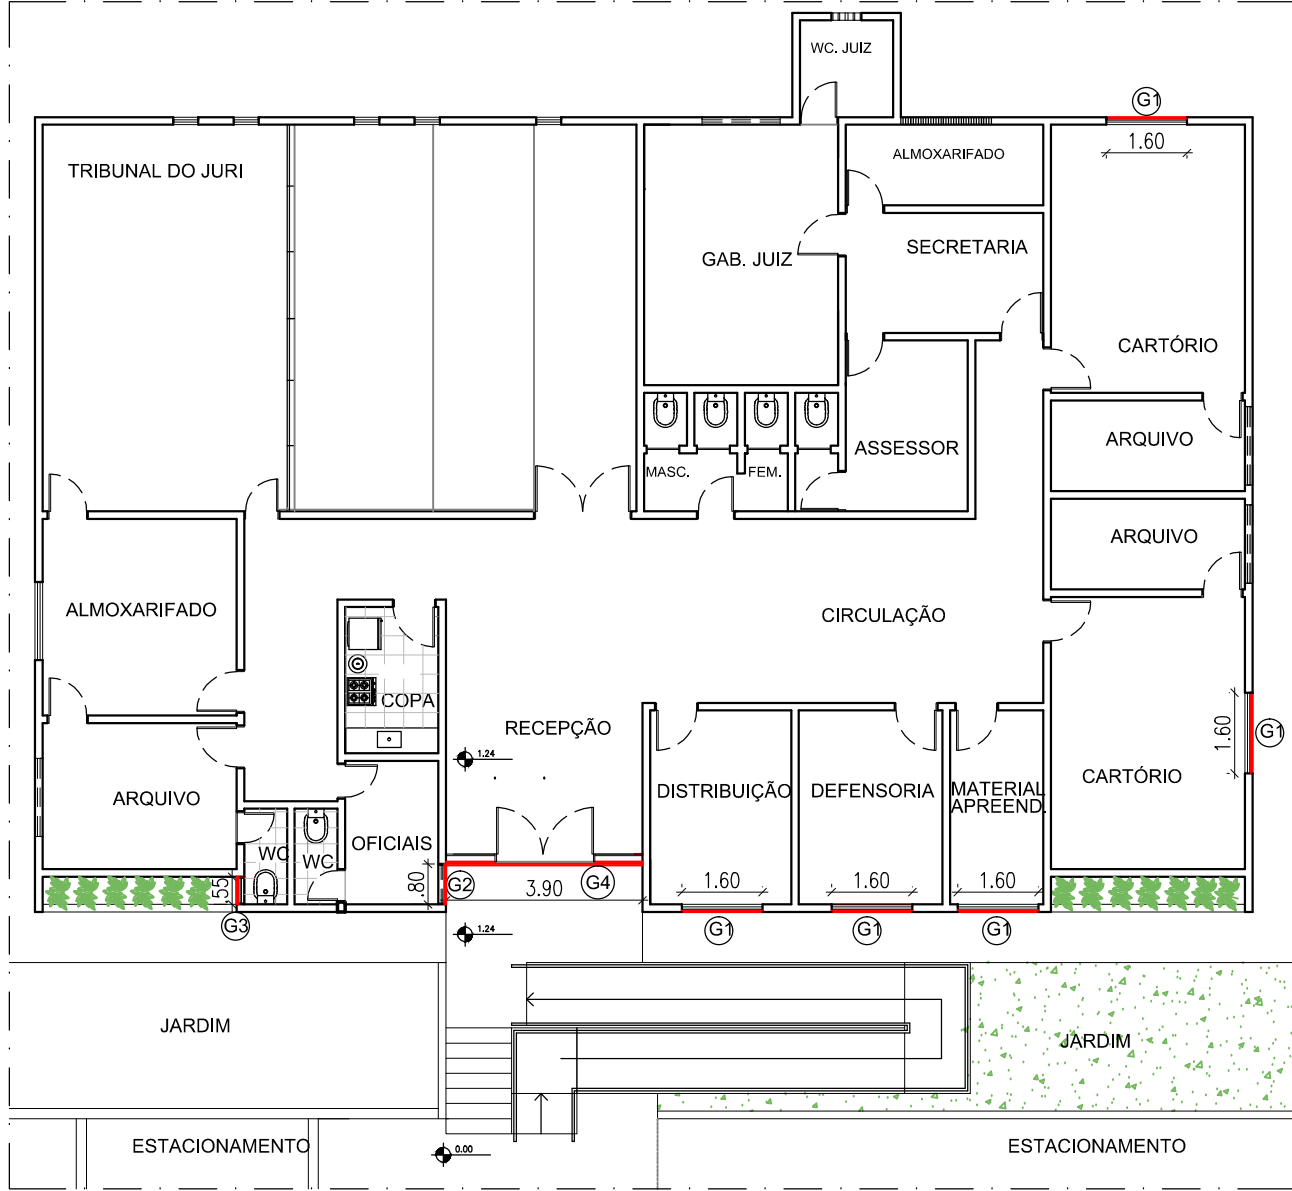 WC. JUIZ
G1
1.60
ALMOXARIFADO
TRIBUNAL DO JURI
SECRETARIA
GAB. JUIZ
CARTÓRIO
ARQUIVO
ASSESSOR
MASC.
FEM.
ARQUIVO
ALMOXARIFADO
CIRCULAÇÃO
COPA
RECEPÇÃO
1.24
1.60
G1
CARTÓRIO
DISTRIBUIÇÃO
DEFENSORIA
MATERIAL
APREEND.
ARQUIVO
OFICIAIS
WC
WC
.55
.80
G2
3.90
G4
1.60
1.60
1.60
G3
1.24
G1
G1
G1
JARDIM
JARDIM
ESTACIONAMENTO
0.00
ESTACIONAMENTO